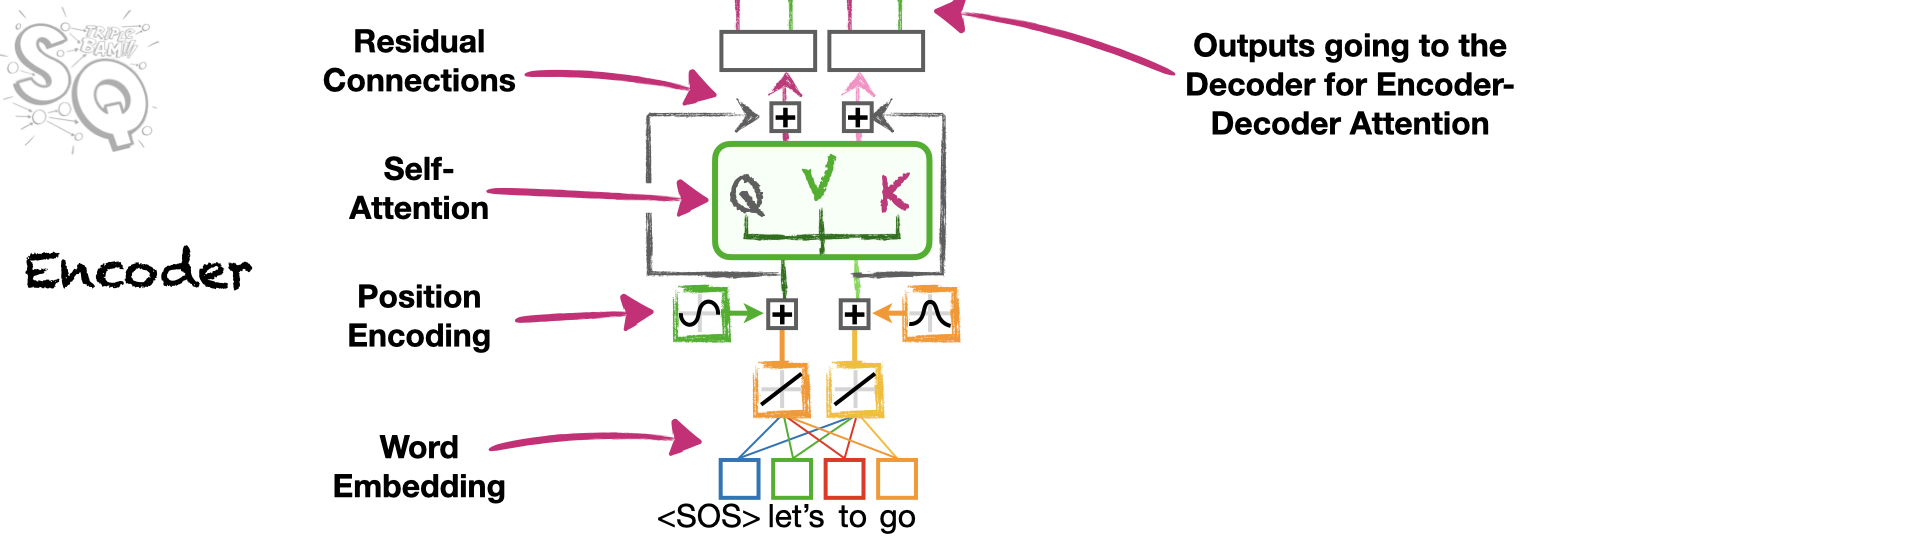 SQ
TRIPLE
BAM!!!
Residual
Connections
Outputs going to the
Decoder for Encoder-
Decoder Attention
Self-
Attention
Q V K
Encoder
Position
Encoding
Word
Embedding
<SOS> let's to go